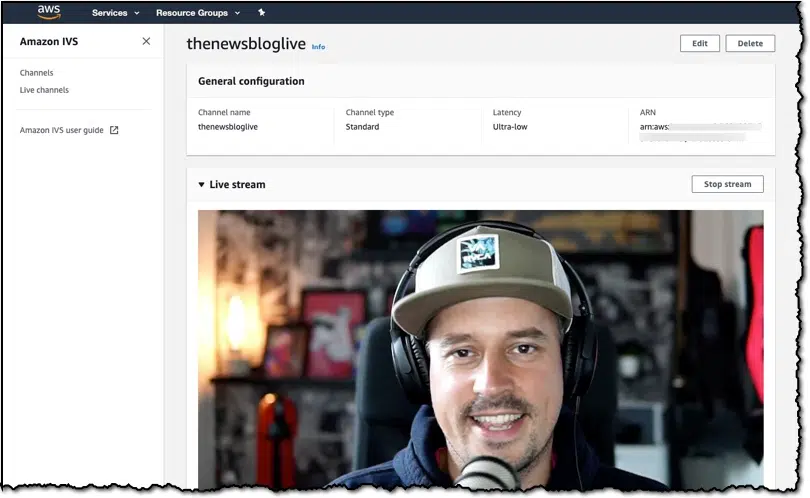 aws
Services
Resource Groups
Amazon IVS
Channels
Live channels
Amazon IVS user guide
thenewsbloglive Info
Edit
Delete
General configuration
Channel name
thenewsbloglive
Channel type
Standard
Latency
Ultra-low
ARN
arn:aws:
Live stream
Stop stream
RVCA